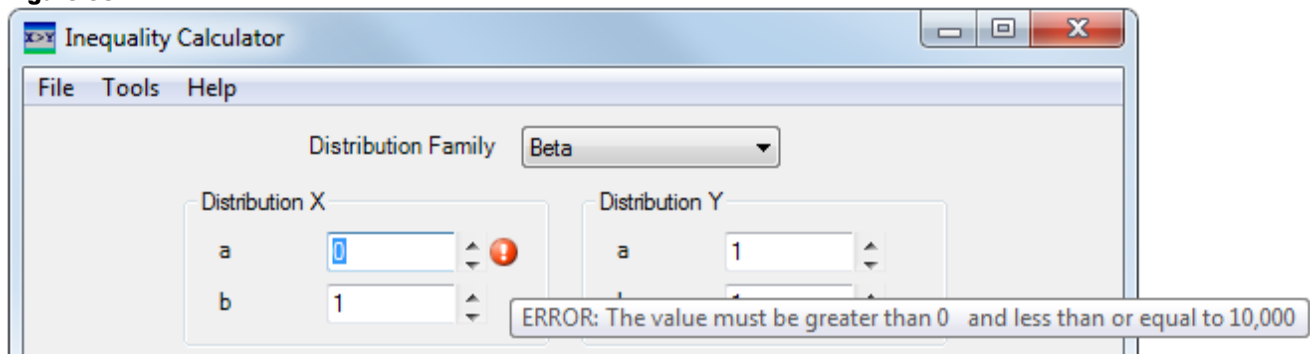 X>Y Inequality Calculator
File Tools Help
Distribution Family Beta
Distribution X
a 0
b 1
Distribution Y
a 1
ERROR: The value must be greater than 0 and less than or equal to 10,000